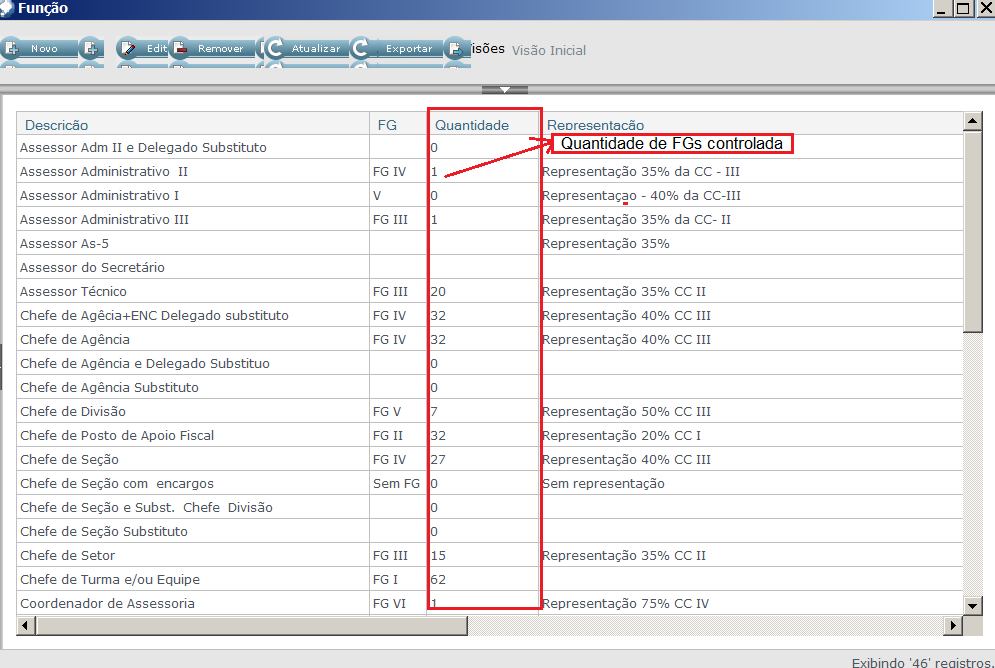 Função
Novo Edit Remover Atualizar Exportar isões Visão Inicial
Descrição FG Quantidade Representação
Quantidade de FGs controlada
Assessor Adm II e Delegado Substituto 0
Assessor Administrativo II FG IV 1 Representação 35% da CC - III
Assessor Administrativo I V 0 Representaçao - 40% da CC-III
Assessor Administrativo III FG III 1 Representação 35% da CC- II
Assessor As-5 Representação 35%
Assessor do Secretário
Assessor Técnico FG III 20 Representação 35% CC II
Chefe de Agêcia+ENC Delegado substituto FG IV 32 Representação 40% CC III
Chefe de Agência FG IV 32 Representação 40% CC III
Chefe de Agência e Delegado Substituo 0
Chefe de Agência Substituto 0
Chefe de Divisão FG V 7 Representação 50% CC III
Chefe de Posto de Apoio Fiscal FG II 32 Representação 20% CC I
Chefe de Seção FG IV 27 Representação 40% CC III
Chefe de Seção com encargos Sem FG 0 Sem representação
Chefe de Seção e Subst. Chefe Divisão 0
Chefe de Seção Substituto 0
Chefe de Setor FG III 15 Representação 35% CC II
Chefe de Turma e/ou Equipe FG I 62
Coordenador de Assessoria FG VI 1 Representação 75% CC IV
Exibindo '46' registros.